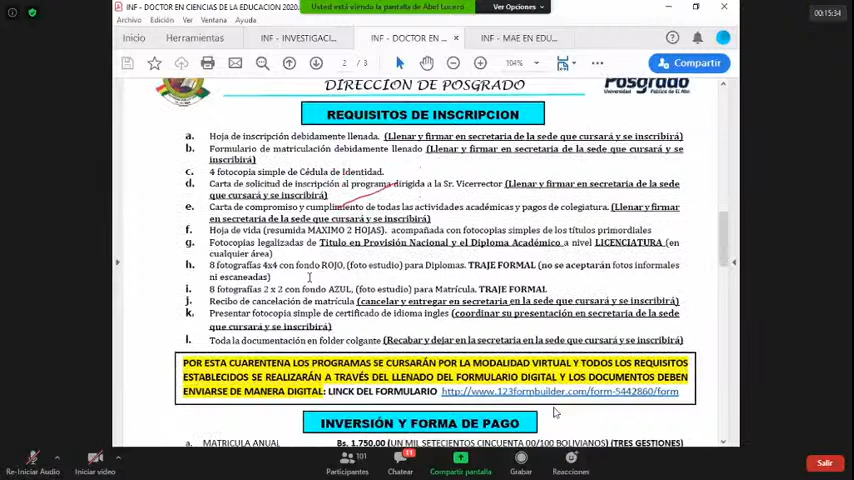 INF - DOCTOR EN CIENCIAS DE LA EDUCACION 2020.
Usted está viendo la pantalla de Abel Lucero
Ver Opciones
00:15:34
Archivo Edición Ver Ventana Ayuda
Inicio Herramientas INF - INVESTIGACI... INF - DOCTOR EN ... × INF - MAE EN EDU...
2 / 3 104% Compartir
DIRECCION DE POSGRADO
Posgrado
REQUISITOS DE INSCRIPCION
a. Hoja de inscripción debidamente llenada. (Llenar y firmar en secretaria de la sede que cursará y se inscribirá)
b. Formulario de matriculación debidamente llenado (Llenar y firmar en secretaria de la sede que cursará y se
inscribirá)
c. 4 fotocopia simple de Cédula de Identidad.
d. Carta de solicitud de inscripción al programa dirigida a la Sr. Vicerrector (Llenar y firmar en secretaria de la sede
que cursará y se inscribirá)
e. Carta de compromiso y cumplimiento de todas las actividades académicas y pagos de colegiatura. (Llenar y firmar
en secretaria de la sede que cursará y se inscribirá)
f. Hoja de vida (resumida MAXIMO 2 HOJAS). acompañada con fotocopias simples de los títulos primordiales
g. Fotocopias legalizadas de Titulo en Provisión Nacional y el Diploma Académico a nivel LICENCIATURA (en
cualquier área)
h. 8 fotografías 4x4 con fondo ROJO, (foto estudio) para Diplomas. TRAJE FORMAL (no se aceptarán fotos informales
ni escaneadas)
i. 8 fotografías 2 x 2 con fondo AZUL, (foto estudio) para Matrícula. TRAJE FORMAL
j. Recibo de cancelación de matrícula (cancelar y entregar en secretaria en la sede que cursará y se inscribirá)
k. Presentar fotocopia simple de certificado de idioma ingles (coordinar su presentación en secretaria de la sede
que cursará y se inscribirá)
l. Toda la documentación en folder colgante (Recabar y dejar en la secretaria en la sede que cursará y se inscribirá)
POR ESTA CUARENTENA LOS PROGRAMAS SE CURSARÁN POR LA MODALIDAD VIRTUAL Y TODOS LOS REQUISITOS
ESTABLECIDOS SE REALIZARÁN A TRAVÉS DEL LLENADO DEL FORMULARIO DIGITAL Y LOS DOCUMENTOS DEBEN
ENVIARSE DE MANERA DIGITAL: LINCK DEL FORMULARIO http://www.123formbuilder.com/form-5442860/form
INVERSIÓN Y FORMA DE PAGO
a. MATRICULA ANUAL Bs. 1.750,00 (UN MIL SETECIENTOS CINCUENTA 00/100 BOLIVIANOS) (TRES GESTIONES)
Re-Iniciar Audio Iniciar video 101 Participantes 11 Chatear Compartir pantalla Grabar Reacciones Salir